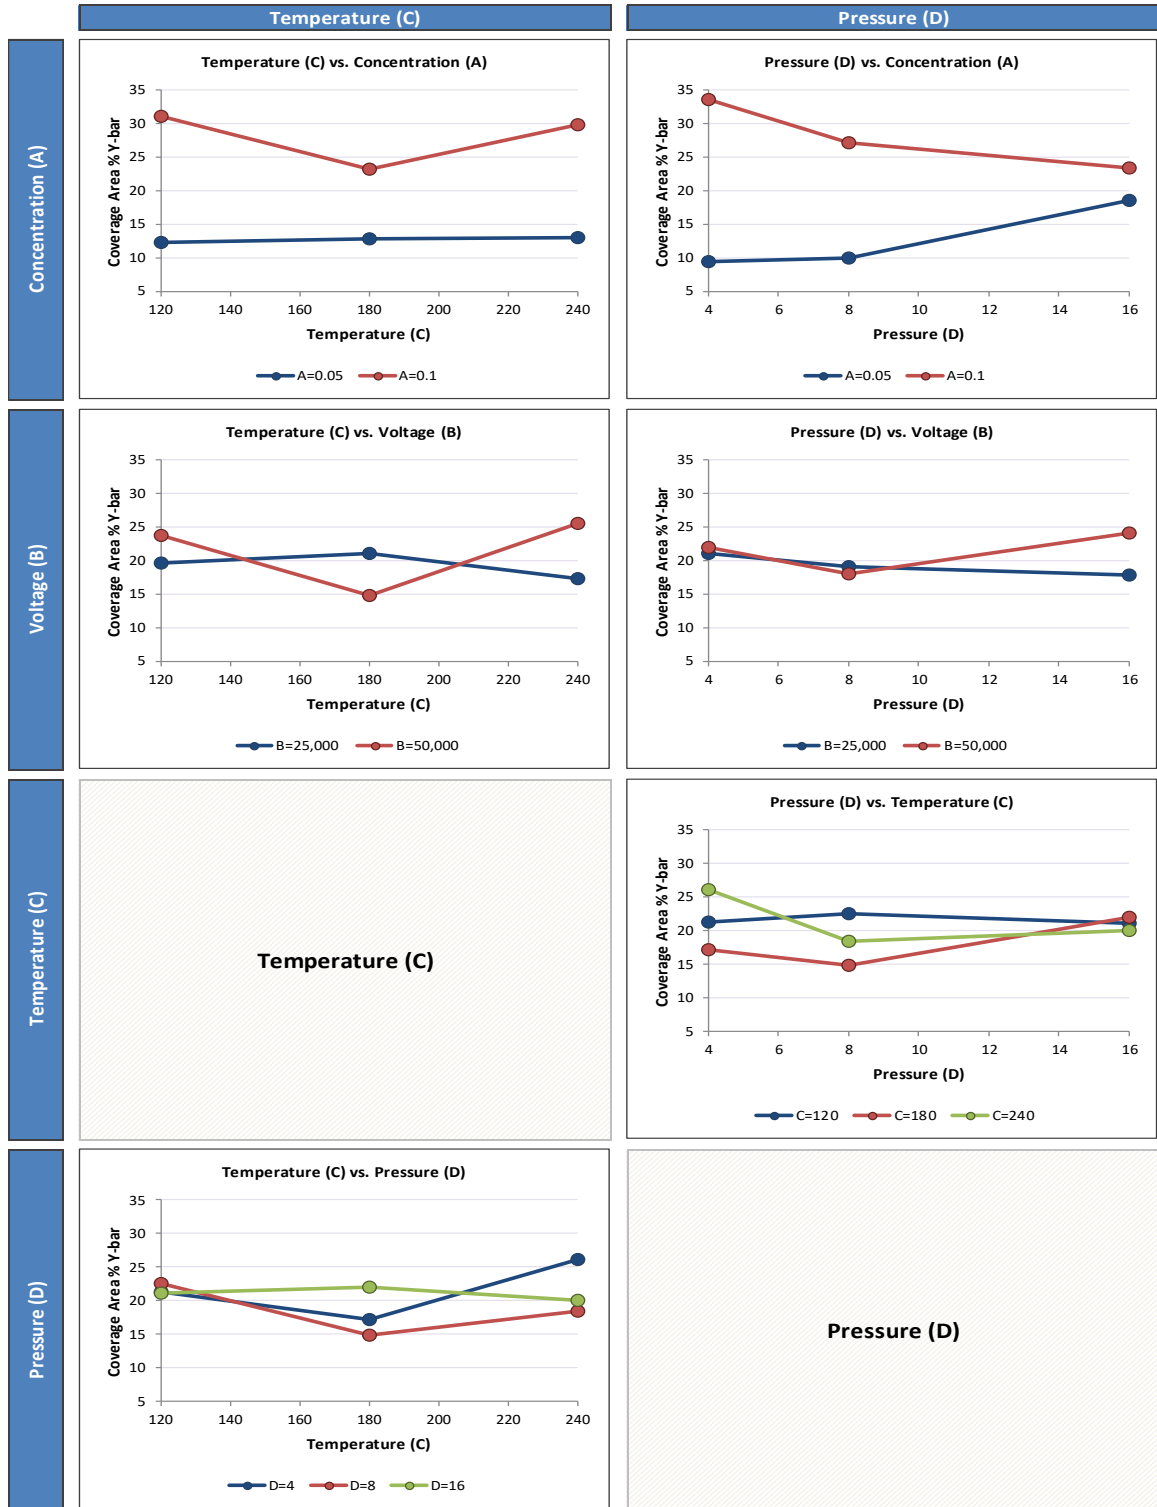 Temperature (C)
Pressure (D)
Concentration (A)
Temperature (C) vs. Concentration (A)
Coverage Area % Y-bar
35
30
25
20
15
10
5
120 140 160 180 200 220 240
Temperature (C)
A=0.05 A=0.1
Pressure (D) vs. Concentration (A)
Coverage Area % Y-bar
35
30
25
20
15
10
5
4 6 8 10 12 14 16
Pressure (D)
A=0.05 A=0.1
Voltage (B)
Temperature (C) vs. Voltage (B)
Coverage Area % Y-bar
35
30
25
20
15
10
5
120 140 160 180 200 220 240
Temperature (C)
B=25,000 B=50,000
Pressure (D) vs. Voltage (B)
Coverage Area % Y-bar
35
30
25
20
15
10
5
4 6 8 10 12 14 16
Pressure (D)
B=25,000 B=50,000
Temperature (C)
Temperature (C)
Pressure (D) vs. Temperature (C)
Coverage Area % Y-bar
35
30
25
20
15
10
5
4 6 8 10 12 14 16
Pressure (D)
C=120 C=180 C=240
Pressure (D)
Temperature (C) vs. Pressure (D)
Coverage Area % Y-bar
35
30
25
20
15
10
5
120 140 160 180 200 220 240
Temperature (C)
D=4 D=8 D=16
Pressure (D)